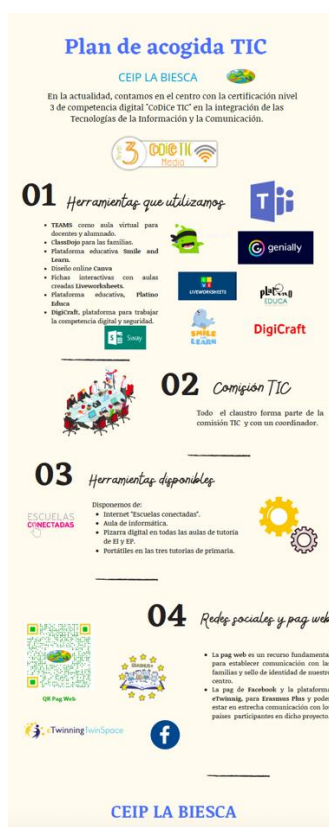 Plan de acogida TIC
CEIP LA BIESCA
En la actualidad, contamos en el centro con la certificación nivel
3 de competencia digital "CoDiCe TIC" en la integración de las
Tecnologías de la Información y la Comunicación.
3 CODICE TIC
Medio
01 Herramientas que utilizamos
TEAMS como aula virtual para
docentes y alumnado.
ClassDojo para las familias.
Plataforma educativa Smile and
Learn.
Diseño online Canva
Fichas interactivas con aulas
creadas Liveworksheets.
Plataforma educativa, Platino
Educa
DigiCraft, plataforma para trabajar
la competencia digital y seguridad.
Sway
Genially
LIVEWORKSHEETS
platino
EDUCA
SMILE
LEARN
DigiCraft
02 Comisión TIC
Todo el claustro forma parte de la
comisión TIC y con un coordinador.
03 Herramientas disponibles
ESCUELAS
CONECTADAS
Disponemos de:
Internet "Escuelas conectadas".
Aula de informática.
Pizarra digital en todas las aulas de tutoría
de EI y EP.
Portátiles en las tres tutorias de primaria.
04 Redes sociales y pag web
La pag web es un recurso fundamenta
para establecer comunicación con la
familias y sello de identidad de nuestr
centro.
La pag de Facebook y la plataform
eTwinnig, para Erasmus Plus y pode
estar en estrecha comunicación con lo
paises participantes en dicho proyecto
QR Pag Web
eTwinning TwinSpace
CEIP LA BIESCA